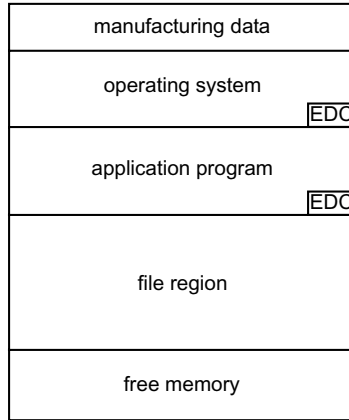 manufacturing data
operating system
EDC
application program
EDC
file region
free memory